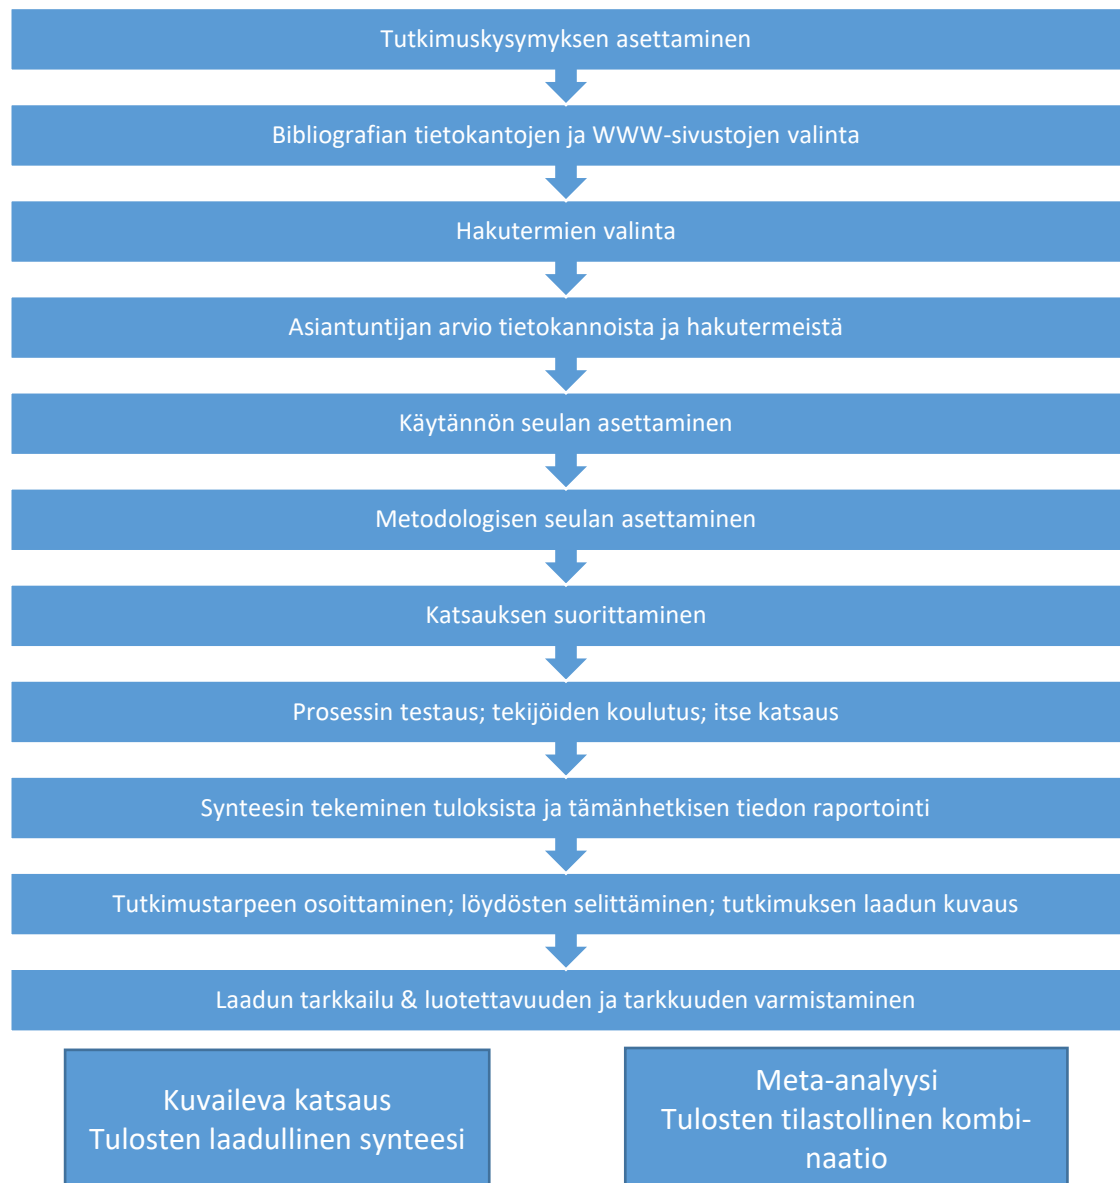 Tutkimuskysymyksen asettaminen
Bibliografian tietokantojen ja WWW-sivustojen valinta
Hakutermien valinta
Asiantuntijan arvio tietokannoista ja hakutermeistä
Käytännön seulan asettaminen
Metodologisen seulan asettaminen
Katsauksen suorittaminen
Prosessin testaus; tekijöiden koulutus; itse katsaus
Synteesin tekeminen tuloksista ja tämänhetkisen tiedon raportointi
Tutkimustarpeen osoittaminen; löydösten selittäminen; tutkimuksen laadun kuvaus
Laadun tarkkailu & luotettavuuden ja tarkkuuden varmistaminen
Kuvaileva katsaus
Tulosten laadullinen synteesi
Meta-analyysi
Tulosten tilastollinen kombi-
naatio